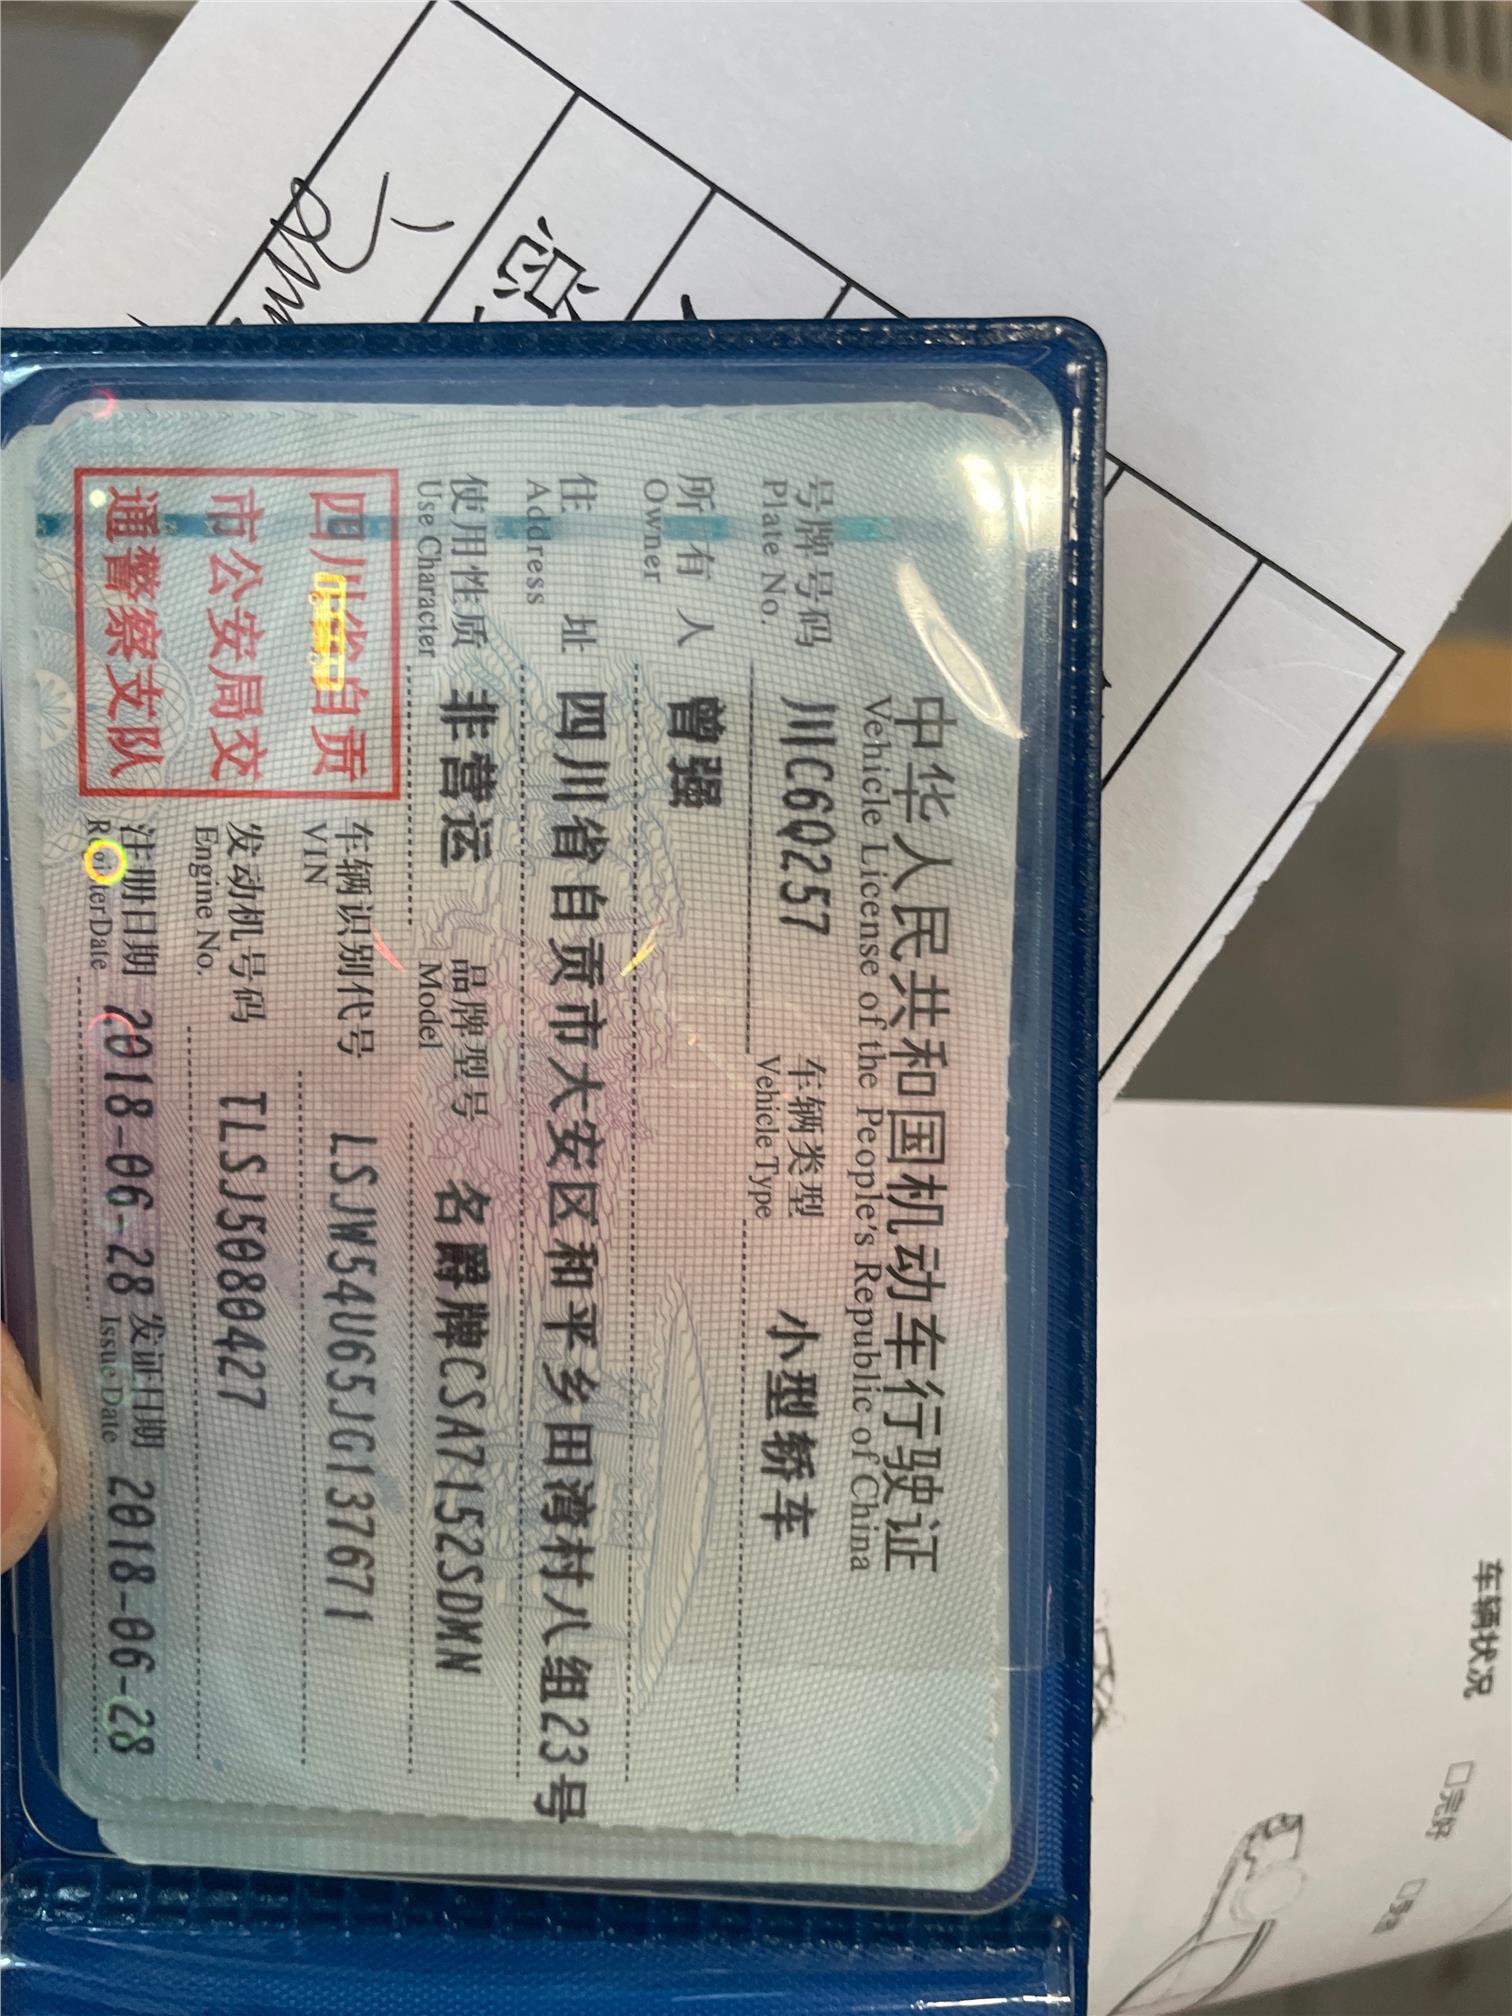 中华人民共和国机动车行驶证
Vehicle License of the People's Republic of China
号牌号码 川C6Q257 车辆类型 小型轿车
Plate No. Vehicle Type
所有人 曾强
Owner
住址 四川省自贡市大安区和平乡田湾村八组23号
Address
使用性质 非营运 品牌型号 名爵牌CSA7152SDMN
Use Character Model
四川省自贡
市公安局交
通警察支队
车辆识别代号 LSJW54U65JG137671
VIN
发动机号码 TLSJ5080427
Engine No.
注册日期 2018-06-28 发证日期 2018-06-28
Register Date Issue Date
车辆状况
□完好